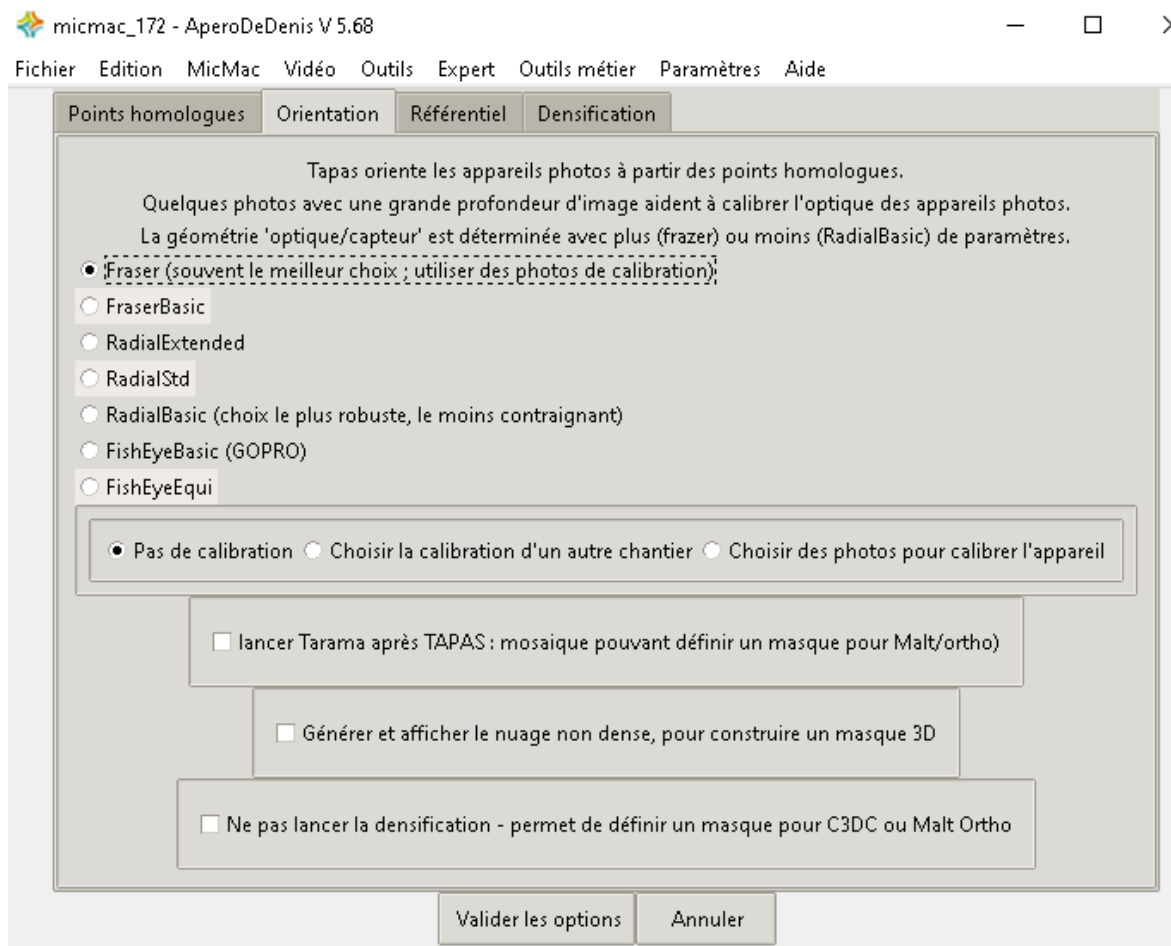 micmac_172 - AperoDeDenis V 5.68
Fichier Edition MicMac Vidéo Outils Expert Outils métier Paramètres Aide
Points homologues Orientation Référentiel Densification
Tapas oriente les appareils photos à partir des points homologues.
Quelques photos avec une grande profondeur d'image aident à calibrer l'optique des appareils photos.
La géométrie 'optique/capteur' est déterminée avec plus (frazer) ou moins (RadialBasic) de paramètres.
Fraser (souvent le meilleur choix ; utiliser des photos de calibration)
FraserBasic
RadialExtended
RadialStd
RadialBasic (choix le plus robuste, le moins contraignant)
FishEyeBasic (GOPRO)
FishEyeEqui
Pas de calibration Choisir la calibration d'un autre chantier Choisir des photos pour calibrer l'appareil
lancer Tarama après TAPAS : mosaique pouvant définir un masque pour Malt/ortho)
Générer et afficher le nuage non dense, pour construire un masque 3D
Ne pas lancer la densification - permet de définir un masque pour C3DC ou Malt Ortho
Valider les options Annuler